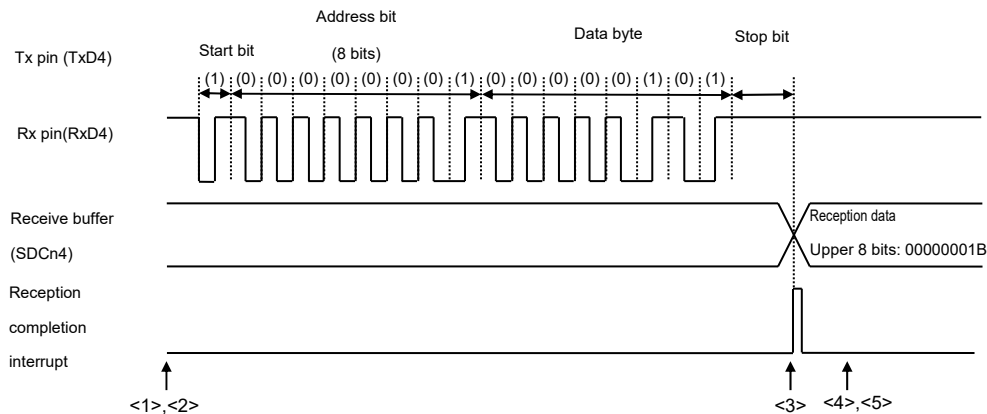 Address bit
Data byte
Start bit
(8 bits)
Stop bit
Tx pin (TxD4)
(1) (0) (0) (0) (0) (0) (0) (0) (1) (0) (0) (0) (0) (0) (1) (0) (1)
Rx pin(RxD4)
Receive buffer
(SDCn4)
Reception data
Upper 8 bits: 00000001B
Reception
completion
interrupt
<1>,<2>
<3>
<4>,<5>